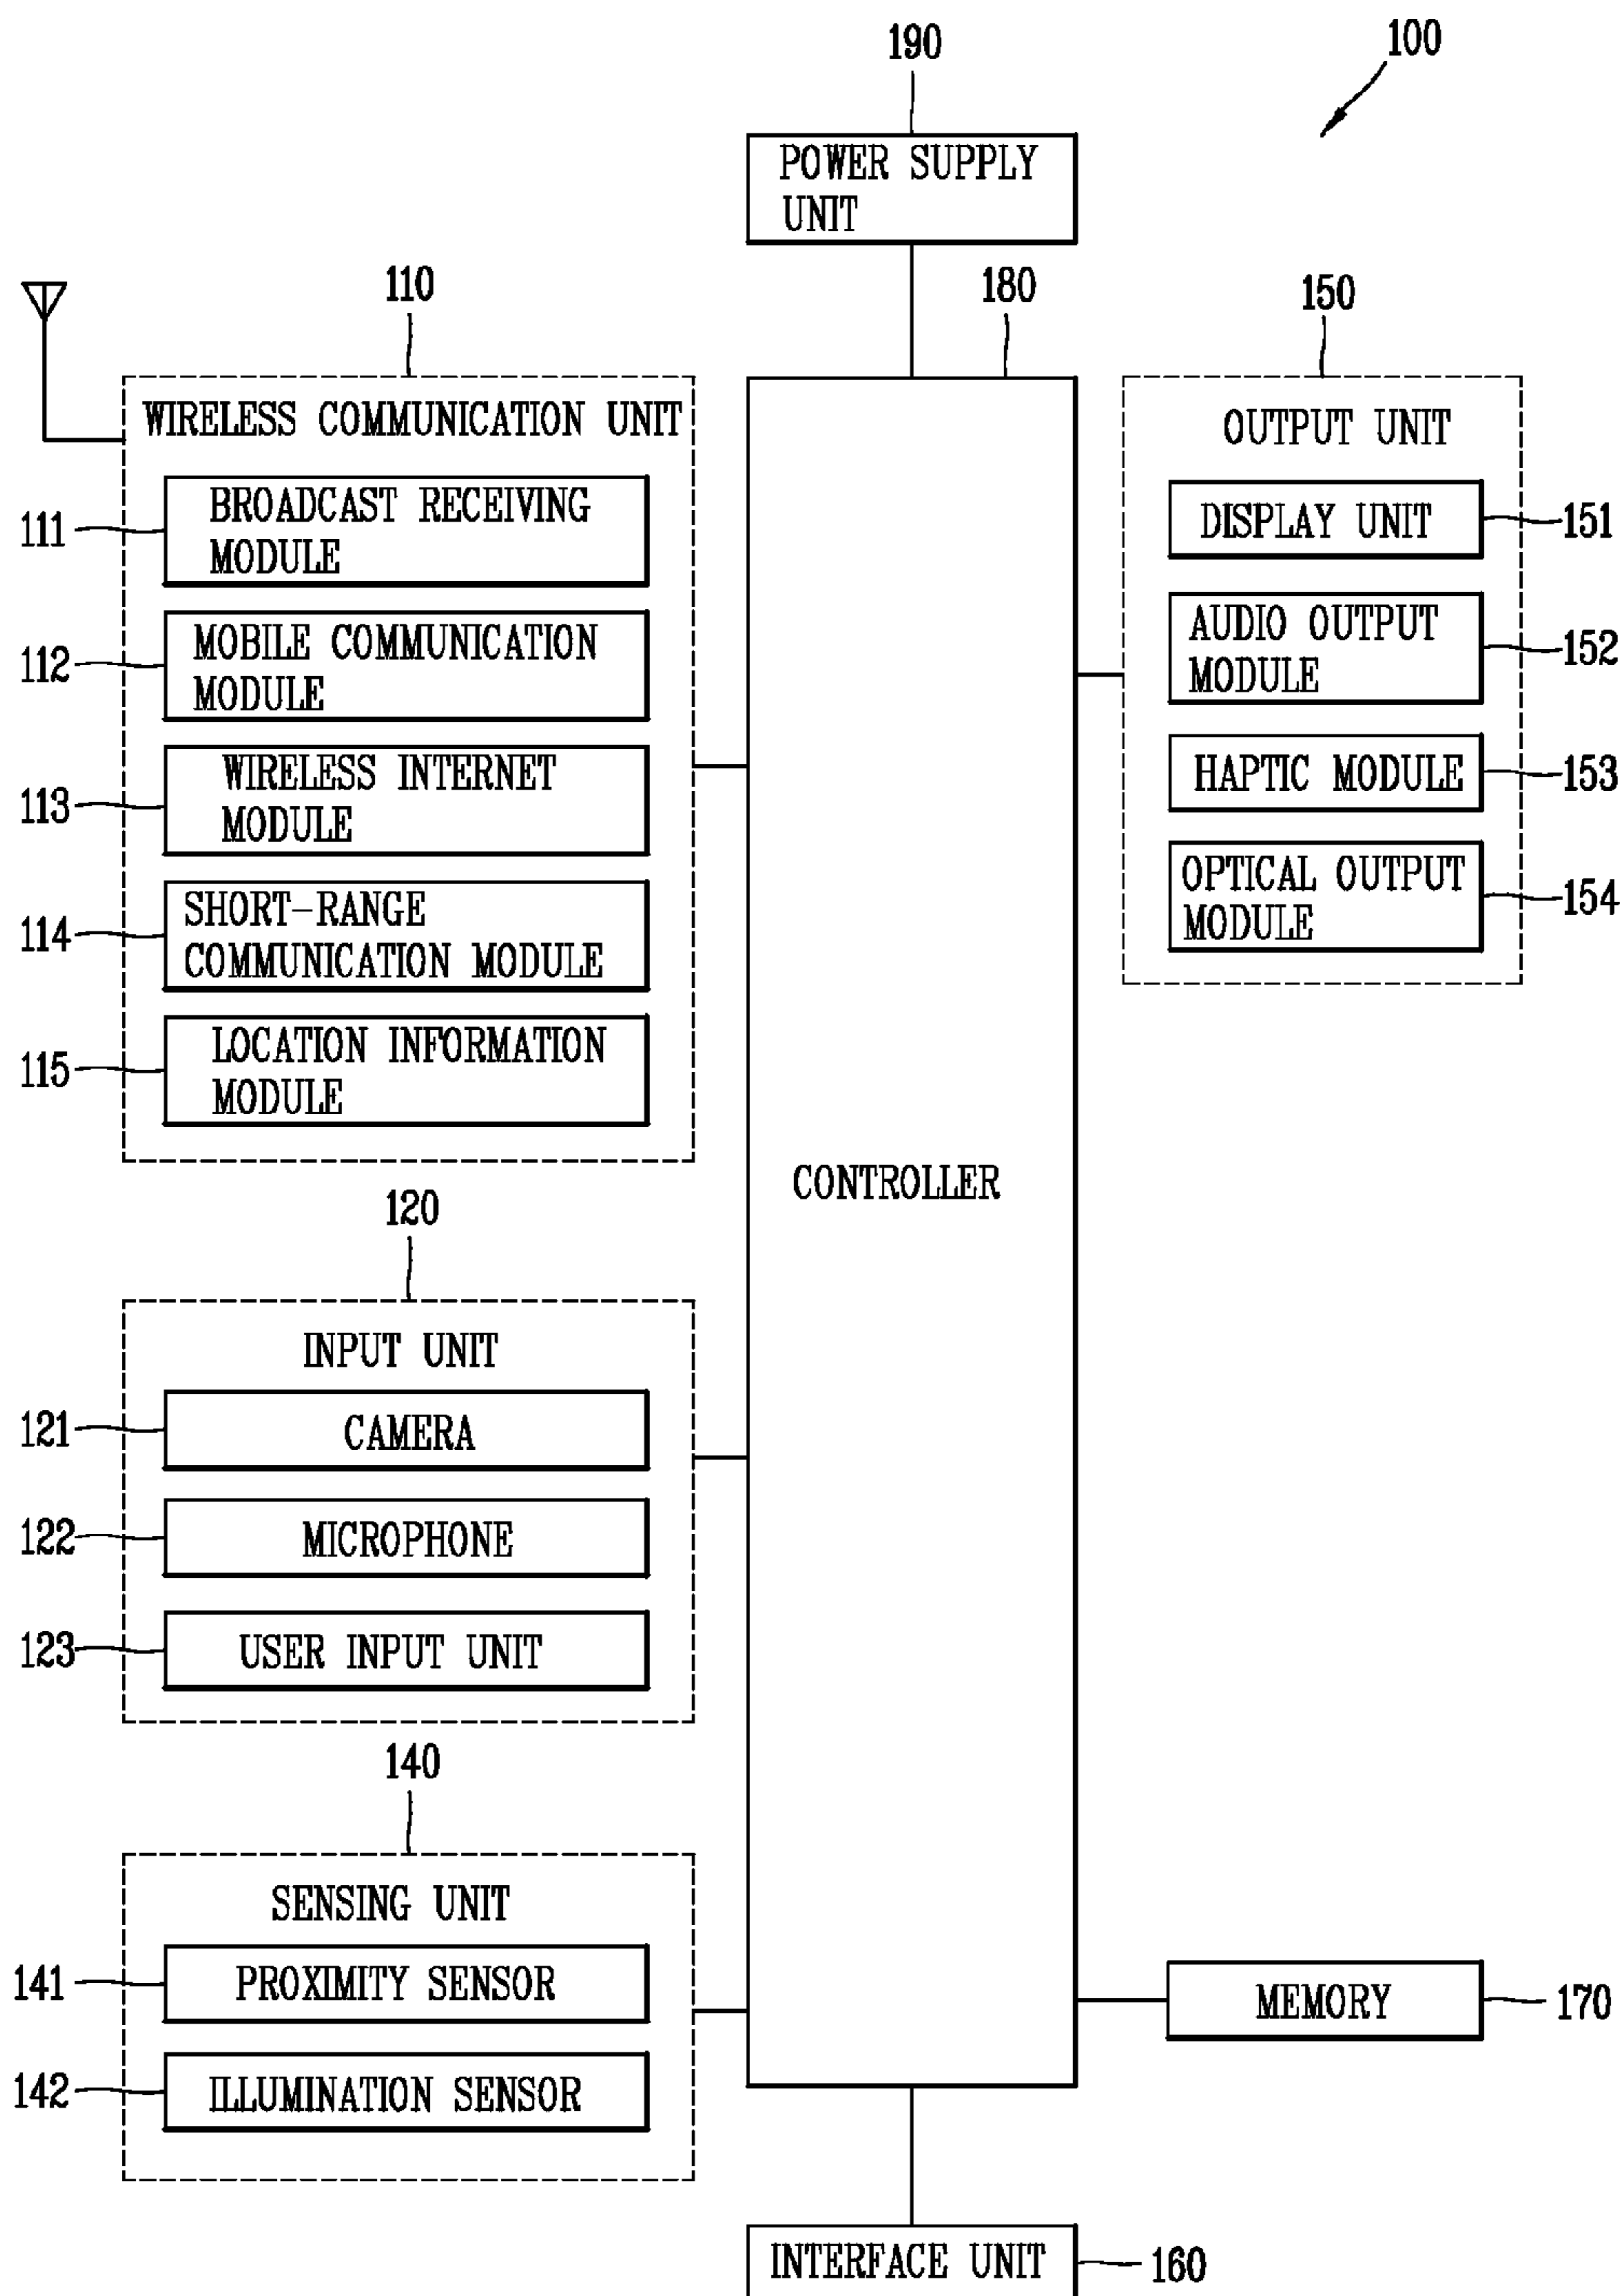 190
100
POWER SUPPLY
UNIT
110
180
150
WIRELESS COMMUNICATION UNIT
111
BROADCAST RECEIVING
MODULE
112
MOBILE COMMUNICATION
MODULE
113
WIRELESS INTERNET
MODULE
114
SHORT-RANGE
COMMUNICATION MODULE
115
LOCATION INFORMATION
MODULE
CONTROLLER
OUTPUT UNIT
DISPLAY UNIT
151
AUDIO OUTPUT
MODULE
152
HAPTIC MODULE
153
OPTICAL OUTPUT
MODULE
154
120
INPUT UNIT
121
CAMERA
122
MICROPHONE
123
USER INPUT UNIT
140
SENSING UNIT
141
PROXIMITY SENSOR
142
ILLUMINATION SENSOR
MEMORY
170
INTERFACE UNIT
160